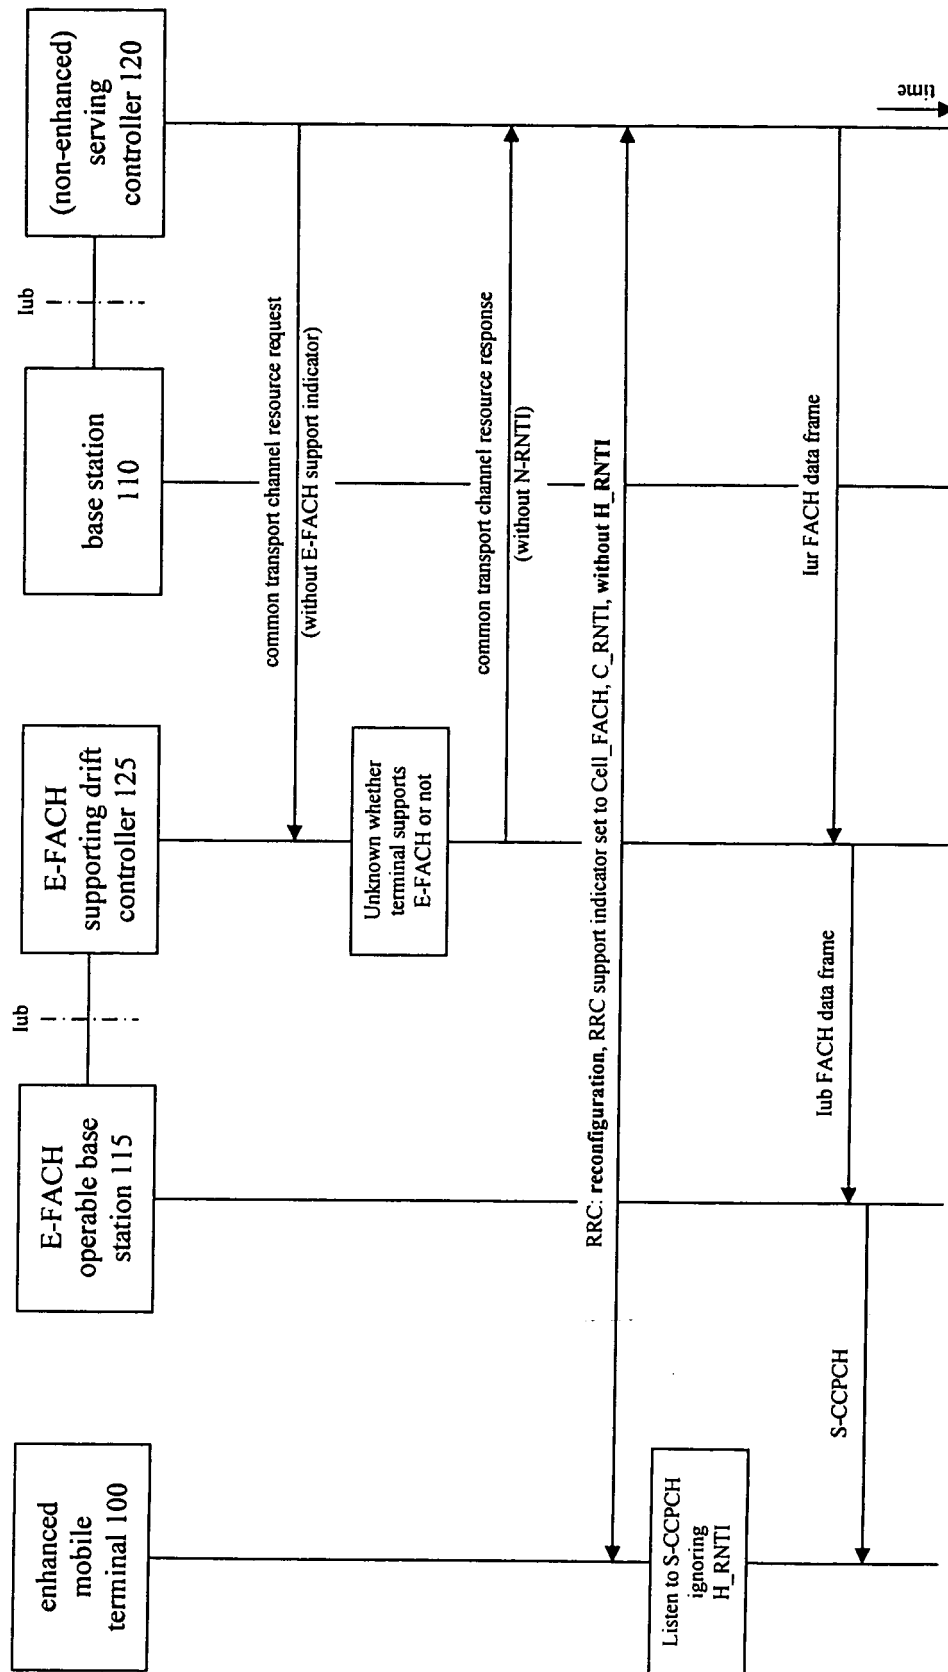 enhanced
mobile
terminal 100
E-FACH
operable base
station 115
Iub
E-FACH
supporting drift
controller 125
base station
110
Iub
(non-enhanced)
serving
controller 120
common transport channel resource request
(without E-FACH support indicator)
Unknown whether
terminal supports
E-FACH or not
common transport channel resource response
(without N-RNTI)
RRC: reconfiguration, RRC support indicator set to Cell_FACH, C_RNTI, without H_RNTI
Listen to S-CCPCH
ignoring
H_RNTI
Iur FACH data frame
Iub FACH data frame
S-CCPCH
time